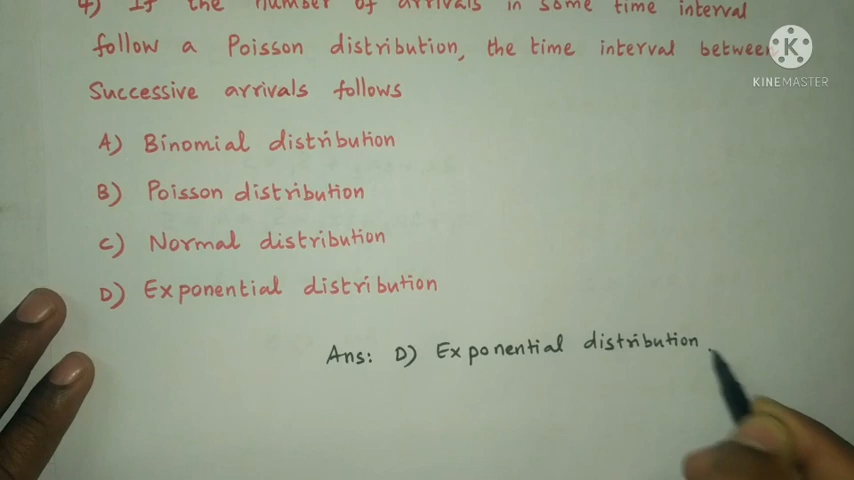 4) If the number of arrivals in some time interval
follow a Poisson distribution, the time interval between
Successive arrivals follows
A) Binomial distribution
B) Poisson distribution
C) Normal distribution
D) Exponential distribution
Ans: D) Exponential distribution.
K
KINEMASTER